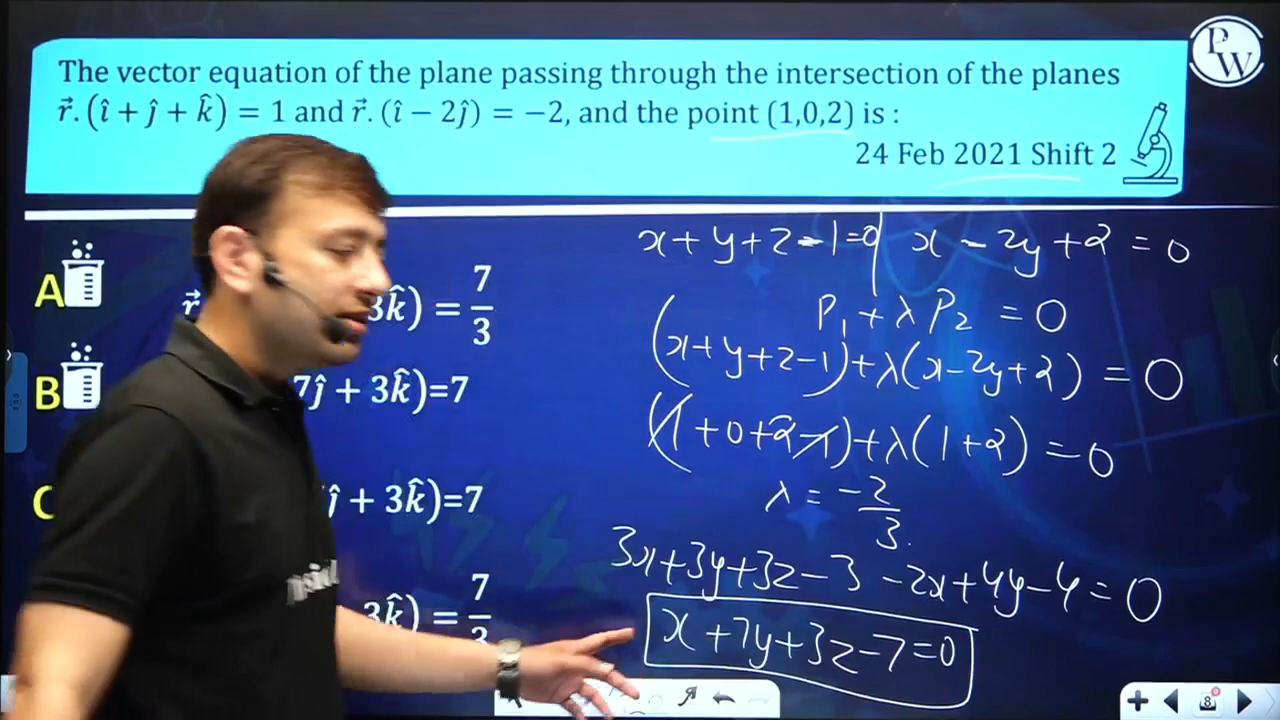 The vector equation of the plane passing through the intersection of the planes
r⃗.(î + ĵ + k̂) = 1 and r⃗.(î − 2ĵ) = −2, and the point (1,0,2) is :
24 Feb 2021 Shift 2
PW
x+y+z-1=0 | x-2y+2=0
P₁+λP₂=0
(x+y+z-1)+λ(x-2y+2)=0
(1+0+2-1)+λ(1+2)=0
λ=-2/3.
3x+3y+3z-3-2x+4y-4=0
x+7y+3z-7=0
A r⃗ 3k̂) = 7/3
B 7ĵ + 3k̂)=7
C ĵ + 3k̂)=7
3k̂) = 7/3
8